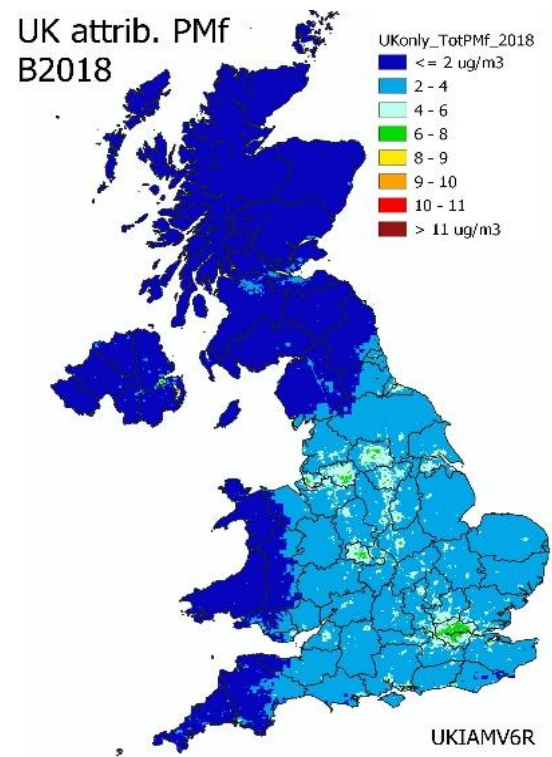 UK attrib. PMf
B2018
UKonly_TotPMf_2018
<= 2 ug/m3
2 - 4
4 - 6
6 - 8
8 - 9
9 - 10
10 - 11
> 11 ug/m3
UKIAMV6R